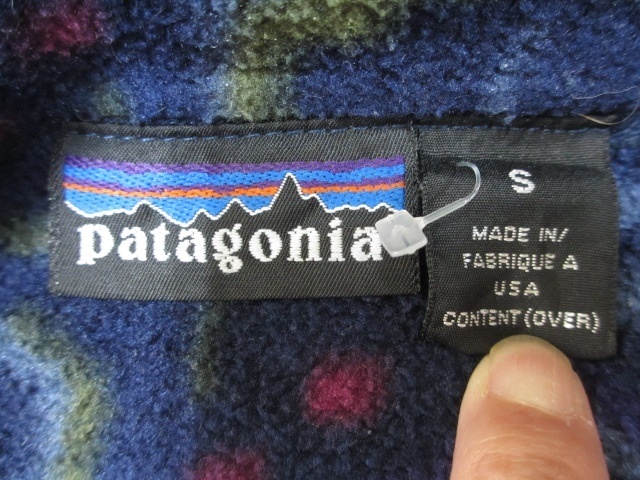 patagonia
S
MADE IN/
FABRIQUE A
USA
CONTENT (OVER)